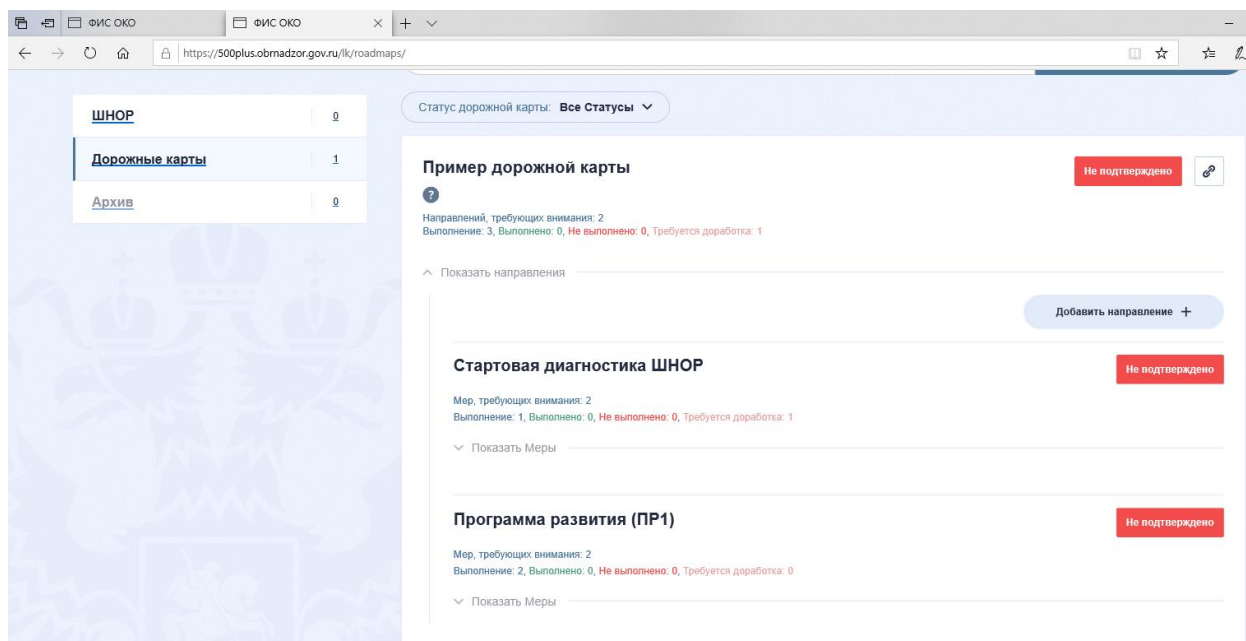 ФИС ОКО
ФИС ОКО
https://500plus.obrnadzor.gov.ru/lk/roadmaps/
ШНОР 0
Дорожные карты 1
Архив 0
Статус дорожной карты: Все Статусы
Пример дорожной карты
Не подтверждено
?
Направлений, требующих внимания: 2
Выполнение: 3, Выполнено: 0, Не выполнено: 0, Требуется доработка: 1
Показать направления
Добавить направление +
Стартовая диагностика ШНОР
Не подтверждено
Мер, требующих внимания: 2
Выполнение: 1, Выполнено: 0, Не выполнено: 0, Требуется доработка: 1
Показать Меры
Программа развития (ПР1)
Не подтверждено
Мер, требующих внимания: 2
Выполнение: 2, Выполнено: 0, Не выполнено: 0, Требуется доработка: 0
Показать Меры